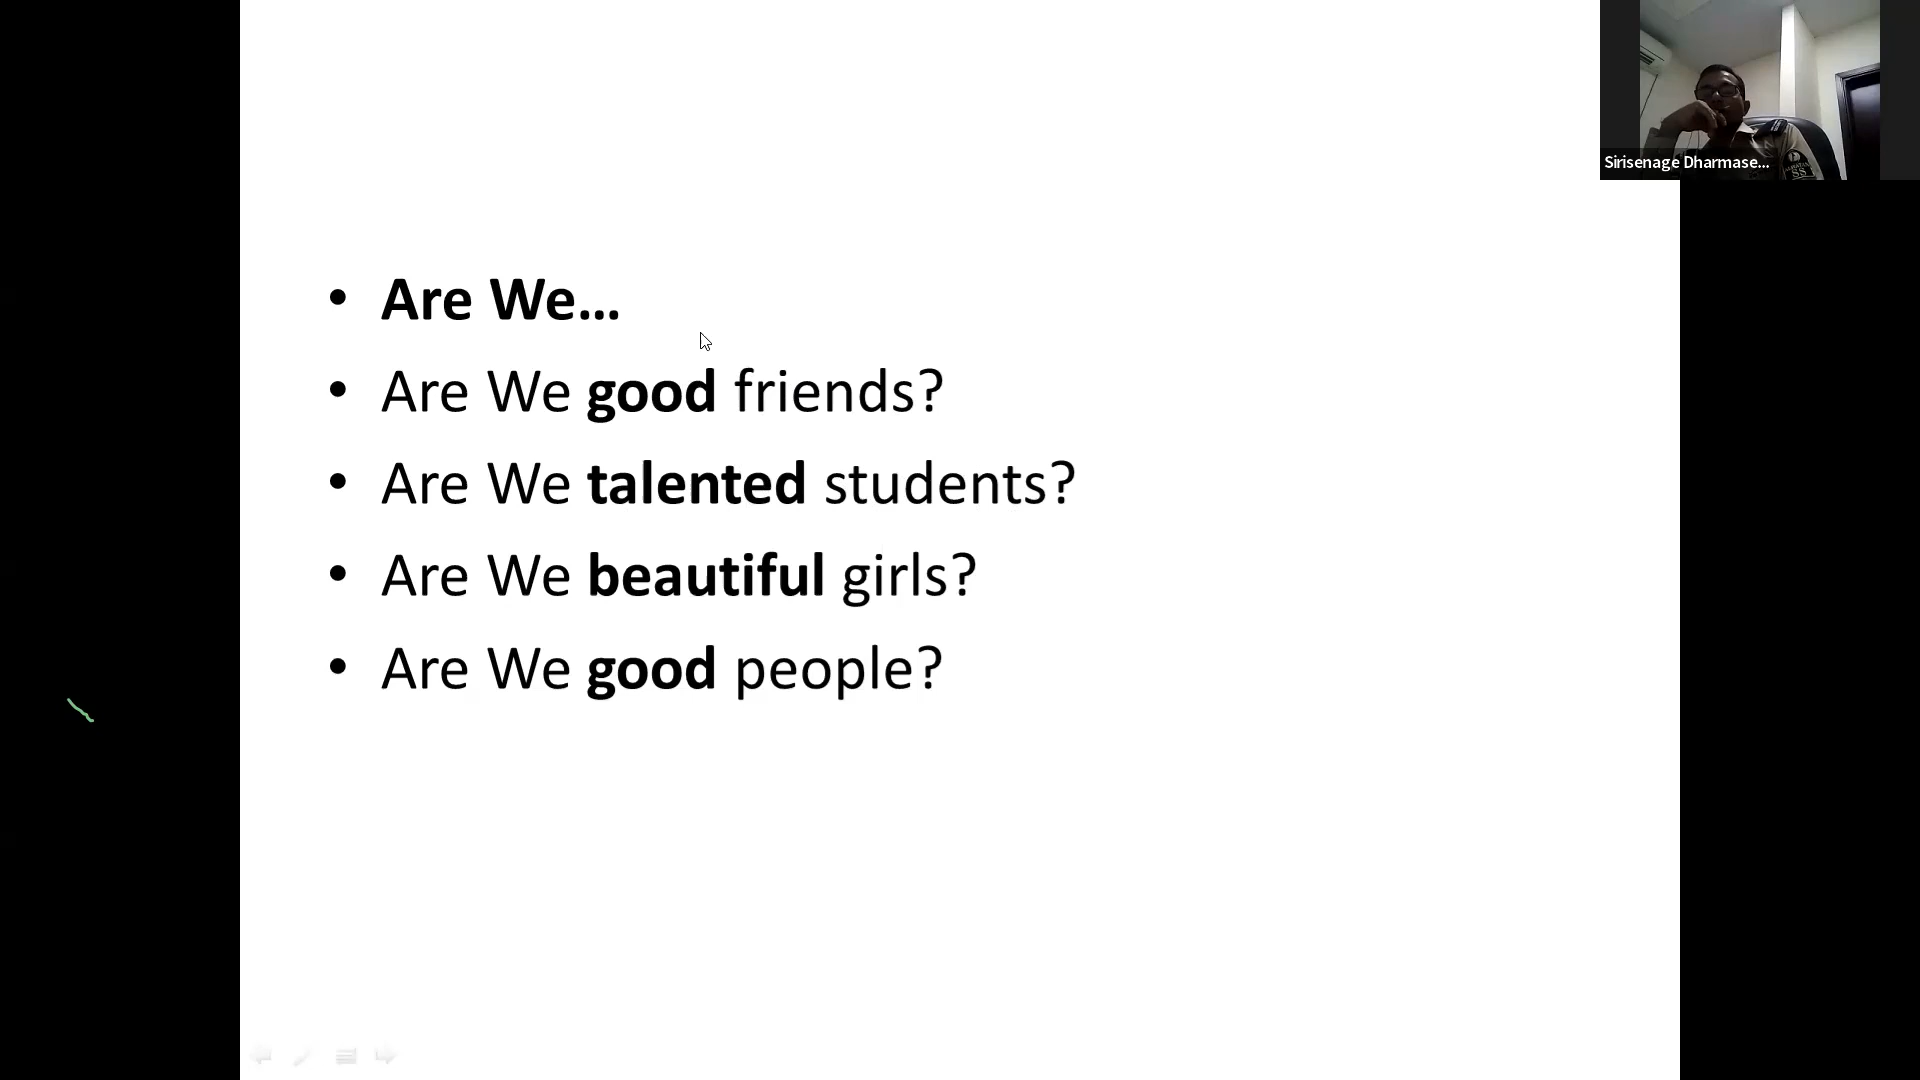 Sirisenage Dharmase...
• Are We...
• Are We good friends?
• Are We talented students?
• Are We beautiful girls?
• Are We good people?